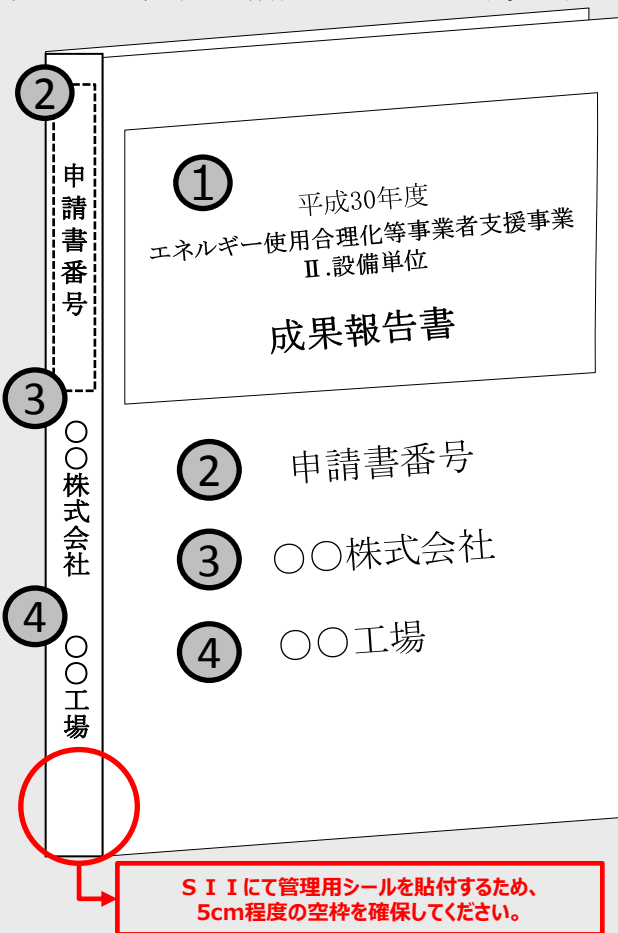 ②
申請書番号
③
○○株式会社
④
○○工場
①
平成30年度
エネルギー使用合理化等事業者支援事業
Ⅱ.設備単位
成果報告書
② 申請書番号
③ ○○株式会社
④ ○○工場
ＳＩＩにて管理用シールを貼付するため、
5cm程度の空枠を確保してください。